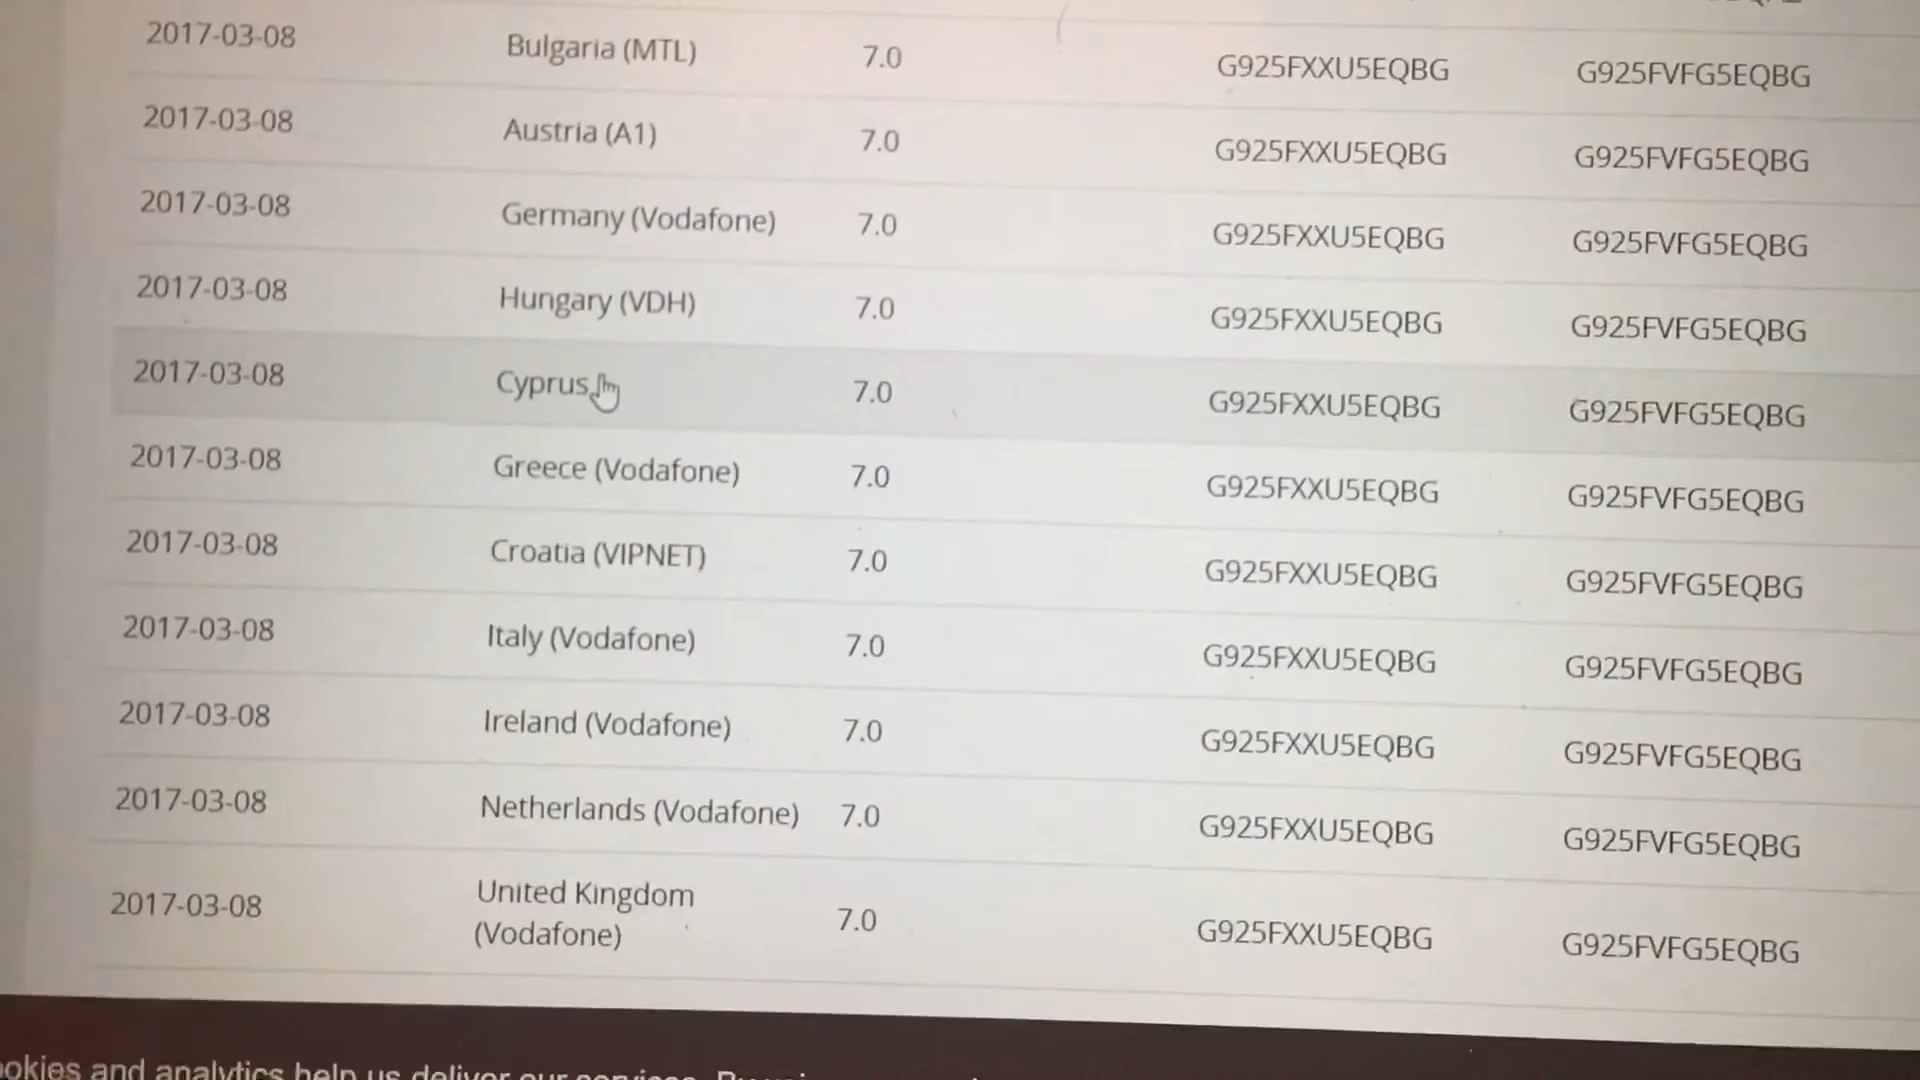 2017-03-08 Bulgaria (MTL) 7.0 G925FXXU5EQBG G925FVFG5EQBG
2017-03-08 Austria (A1) 7.0 G925FXXU5EQBG G925FVFG5EQBG
2017-03-08 Germany (Vodafone) 7.0 G925FXXU5EQBG G925FVFG5EQBG
2017-03-08 Hungary (VDH) 7.0 G925FXXU5EQBG G925FVFG5EQBG
2017-03-08 Cyprus 7.0 G925FXXU5EQBG G925FVFG5EQBG
2017-03-08 Greece (Vodafone) 7.0 G925FXXU5EQBG G925FVFG5EQBG
2017-03-08 Croatia (VIPNET) 7.0 G925FXXU5EQBG G925FVFG5EQBG
2017-03-08 Italy (Vodafone) 7.0 G925FXXU5EQBG G925FVFG5EQBG
2017-03-08 Ireland (Vodafone) 7.0 G925FXXU5EQBG G925FVFG5EQBG
2017-03-08 Netherlands (Vodafone) 7.0 G925FXXU5EQBG G925FVFG5EQBG
2017-03-08 United Kingdom 7.0 G925FXXU5EQBG G925FVFG5EQBG
(Vodafone)
ookies and analytics help us deliver our services.